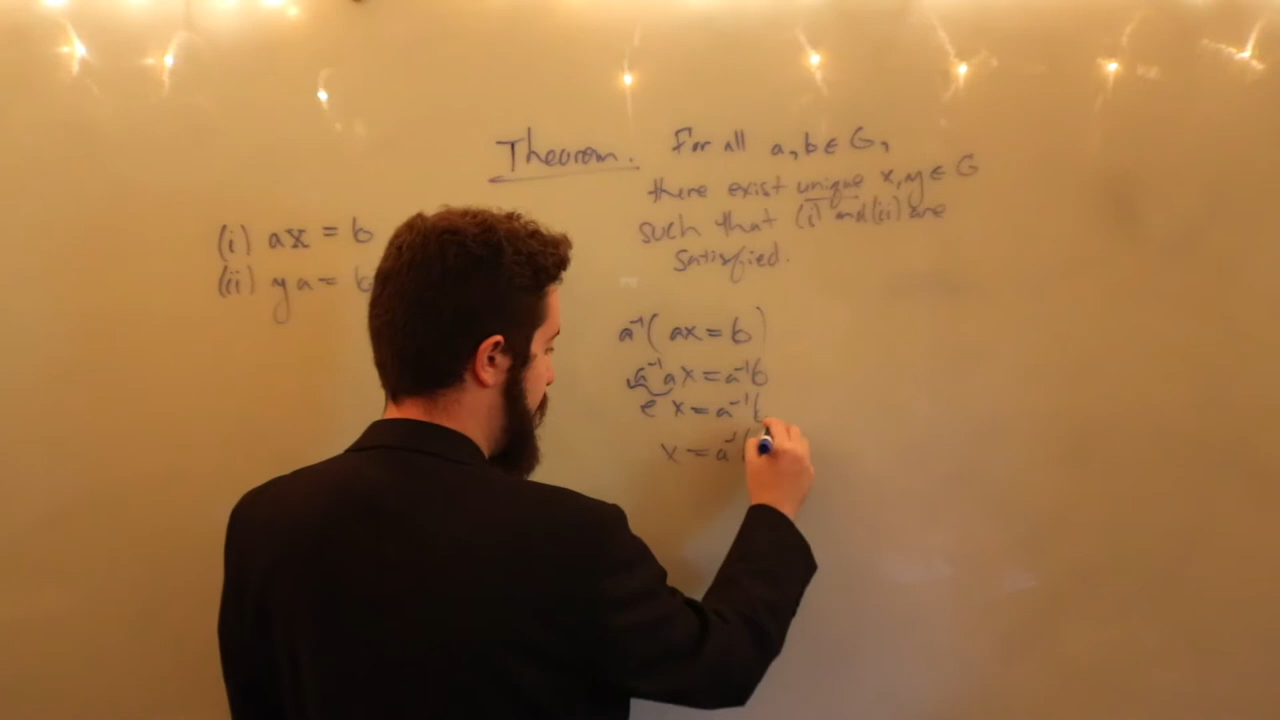 Theorem. For all a, b ∈ G,
there exist unique x, y ∈ G
such that (i) and (ii) are
satisfied.
(i) ax = b
(ii) ya = b
a⁻¹( ax = b )
a⁻¹ax = a⁻¹b
e x = a⁻¹b
x = a⁻¹